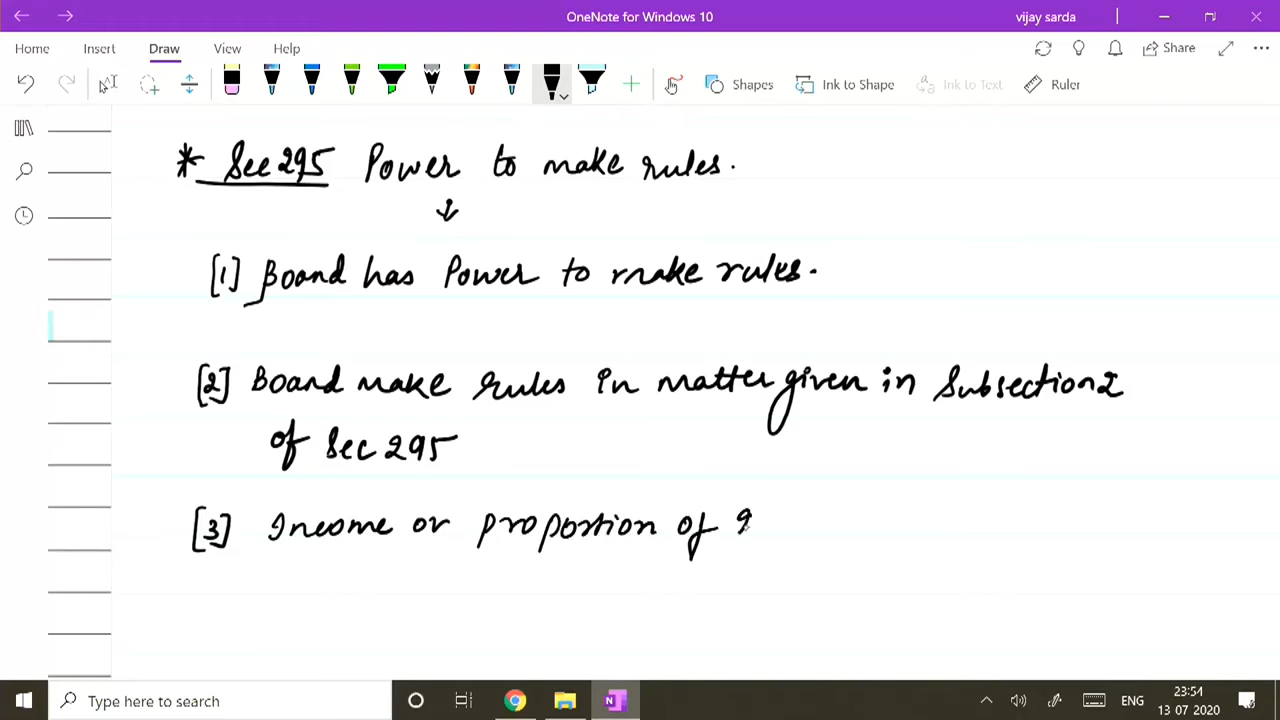 OneNote for Windows 10
vijay sarda
Home Insert Draw View Help
Share
Shapes Ink to Shape Ink to Text Ruler
* Sec 295 Power to make rules.
[1] Board has Power to make rules.
[2] Board make rules in matter given in Subsection 2
of Sec 295
[3] Income or proportion of
Type here to search
ENG
23:54
13-07-2020